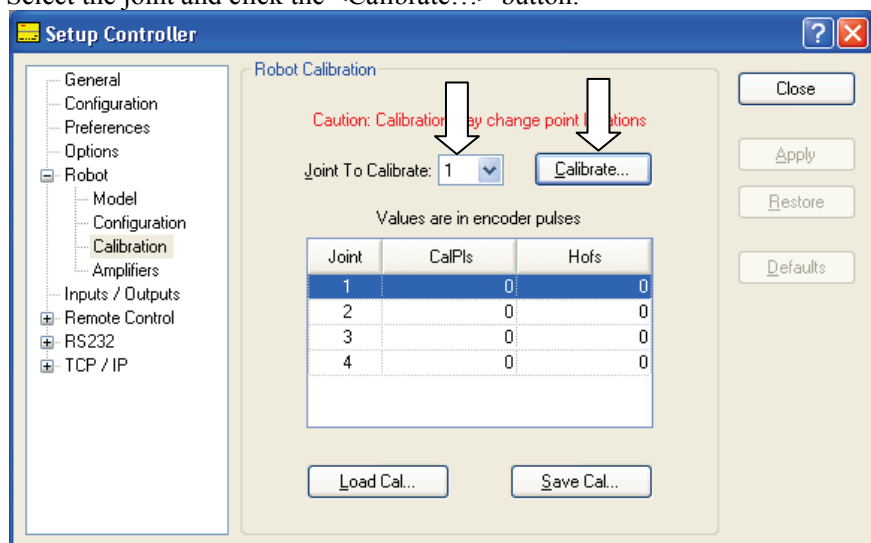 Select the joint and click the <Calibrate…> button.
Setup Controller
General
Configuration
Preferences
Options
Robot
Model
Configuration
Calibration
Amplifiers
Inputs / Outputs
Remote Control
RS232
TCP / IP
Robot Calibration
Caution: Calibration may change point locations
Joint To Calibrate: 1
Calibrate...
Values are in encoder pulses
Joint CalPls Hofs
1 0 0
2 0 0
3 0 0
4 0 0
Load Cal...
Save Cal...
Close
Apply
Restore
Defaults